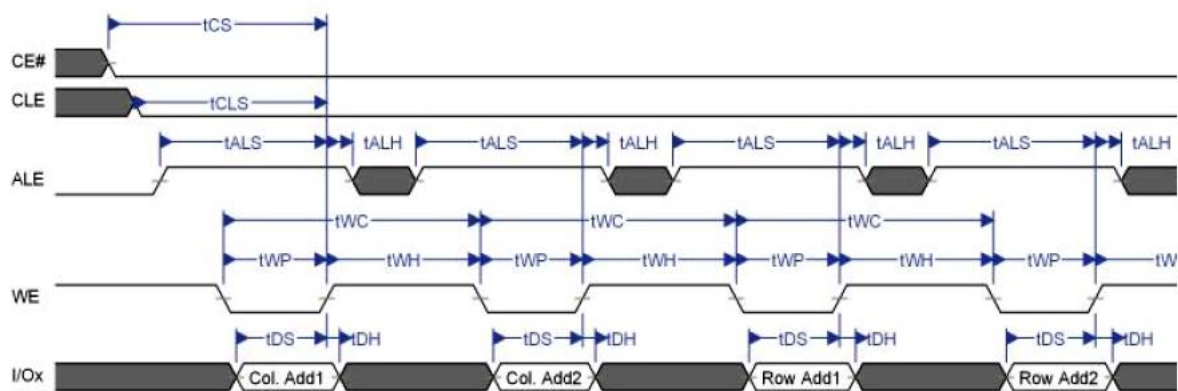 tCS
CE#
CLE tCLS
tALS tALH tALS tALH tALS tALH tALS tALH
ALE
tWC tWC tWC
tWP tWH tWP tWH tWP tWH tWP tW
WE
tDS tDH tDS tDH tDS tDH tDS tDH
I/Ox Col. Add1 Col. Add2 Row Add1 Row Add2